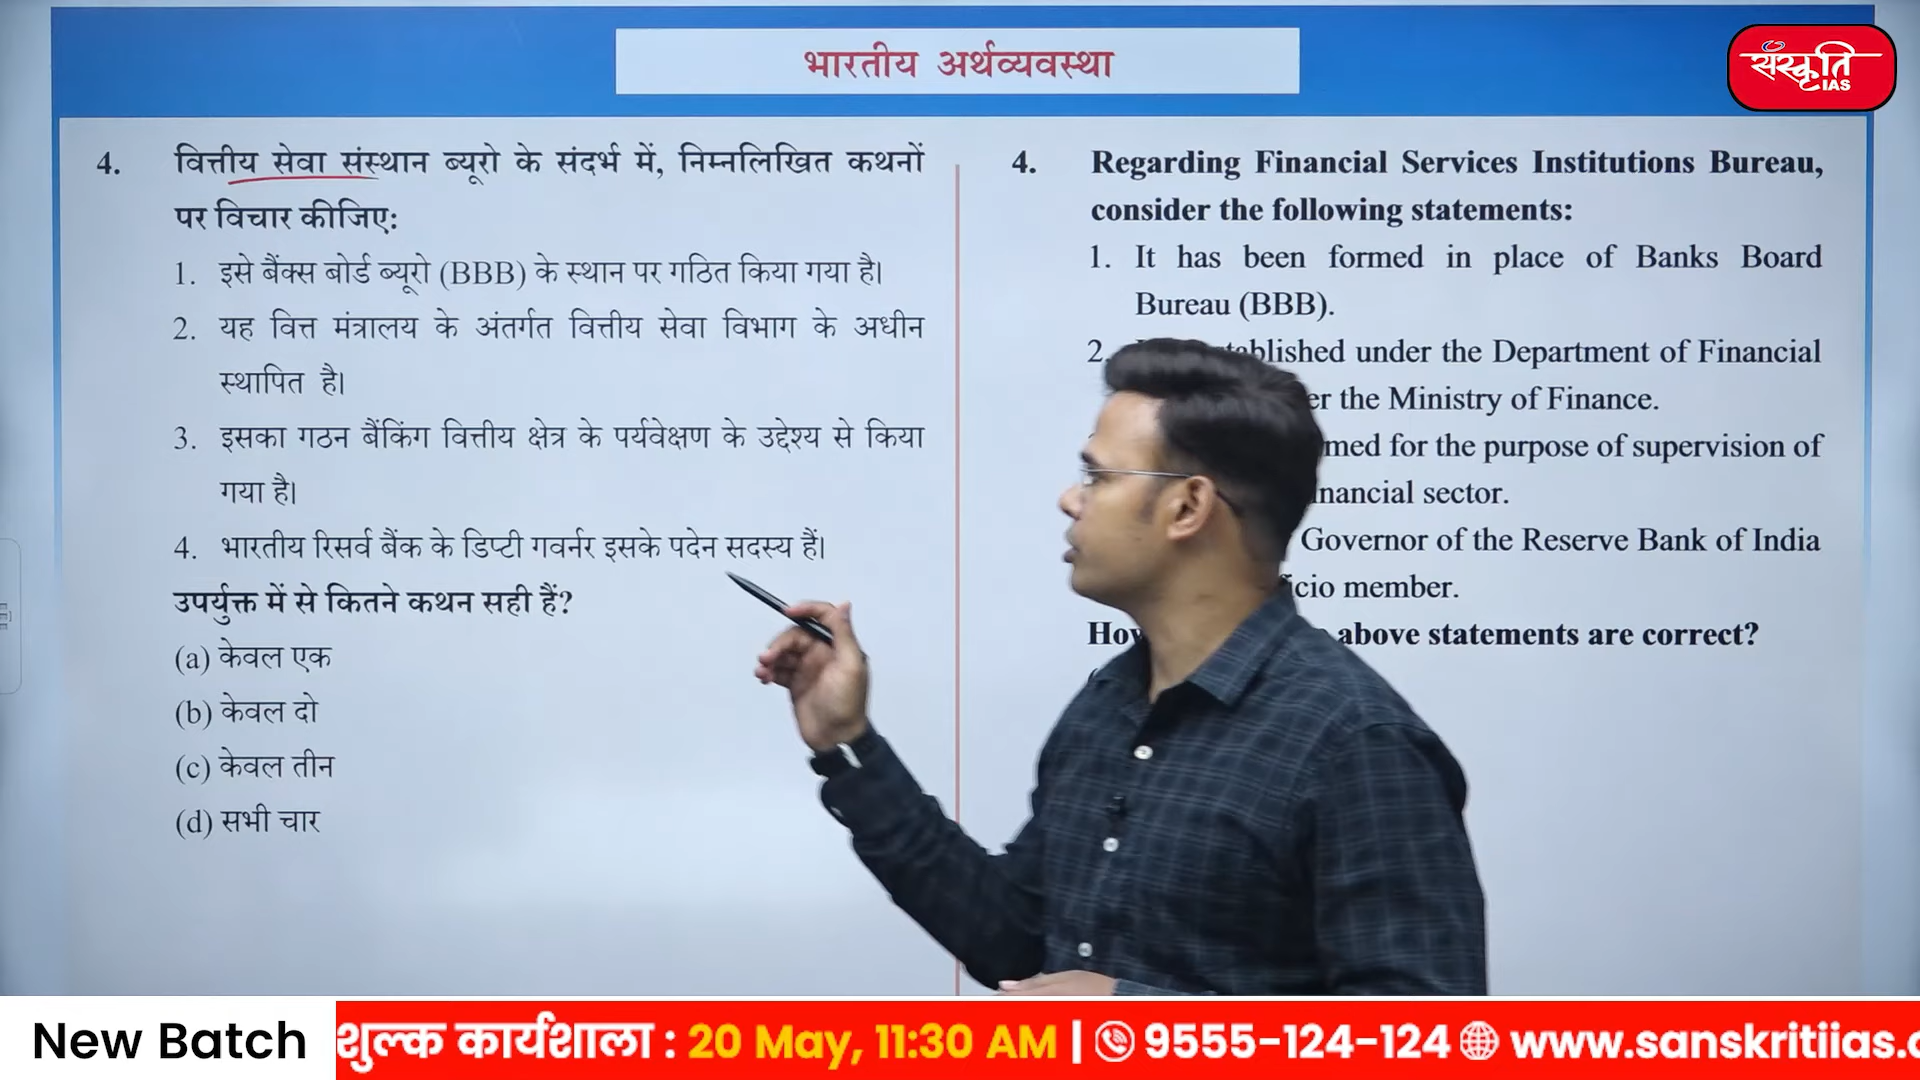 भारतीय अर्थव्यवस्था
संस्कृति
IAS
4. वित्तीय सेवा संस्थान ब्यूरो के संदर्भ में, निम्नलिखित कथनों
पर विचार कीजिए:
1. इसे बैंक्स बोर्ड ब्यूरो (BBB) के स्थान पर गठित किया गया है।
2. यह वित्त मंत्रालय के अंतर्गत वित्तीय सेवा विभाग के अधीन
स्थापित है।
3. इसका गठन बैंकिंग वित्तीय क्षेत्र के पर्यवेक्षण के उद्देश्य से किया
गया है।
4. भारतीय रिसर्व बैंक के डिप्टी गवर्नर इसके पदेन सदस्य हैं।
उपर्युक्त में से कितने कथन सही हैं?
(a) केवल एक
(b) केवल दो
(c) केवल तीन
(d) सभी चार
4. Regarding Financial Services Institutions Bureau,
consider the following statements:
1. It has been formed in place of Banks Board
Bureau (BBB).
2. under the Department of Financial
the Ministry of Finance.
for the purpose of supervision of
sector.
Governor of the Reserve Bank of India
member.
above statements are correct?
New Batch
शुल्क कार्यशाला : 20 May, 11:30 AM | 9555-124-124 www.sanskritiias.c